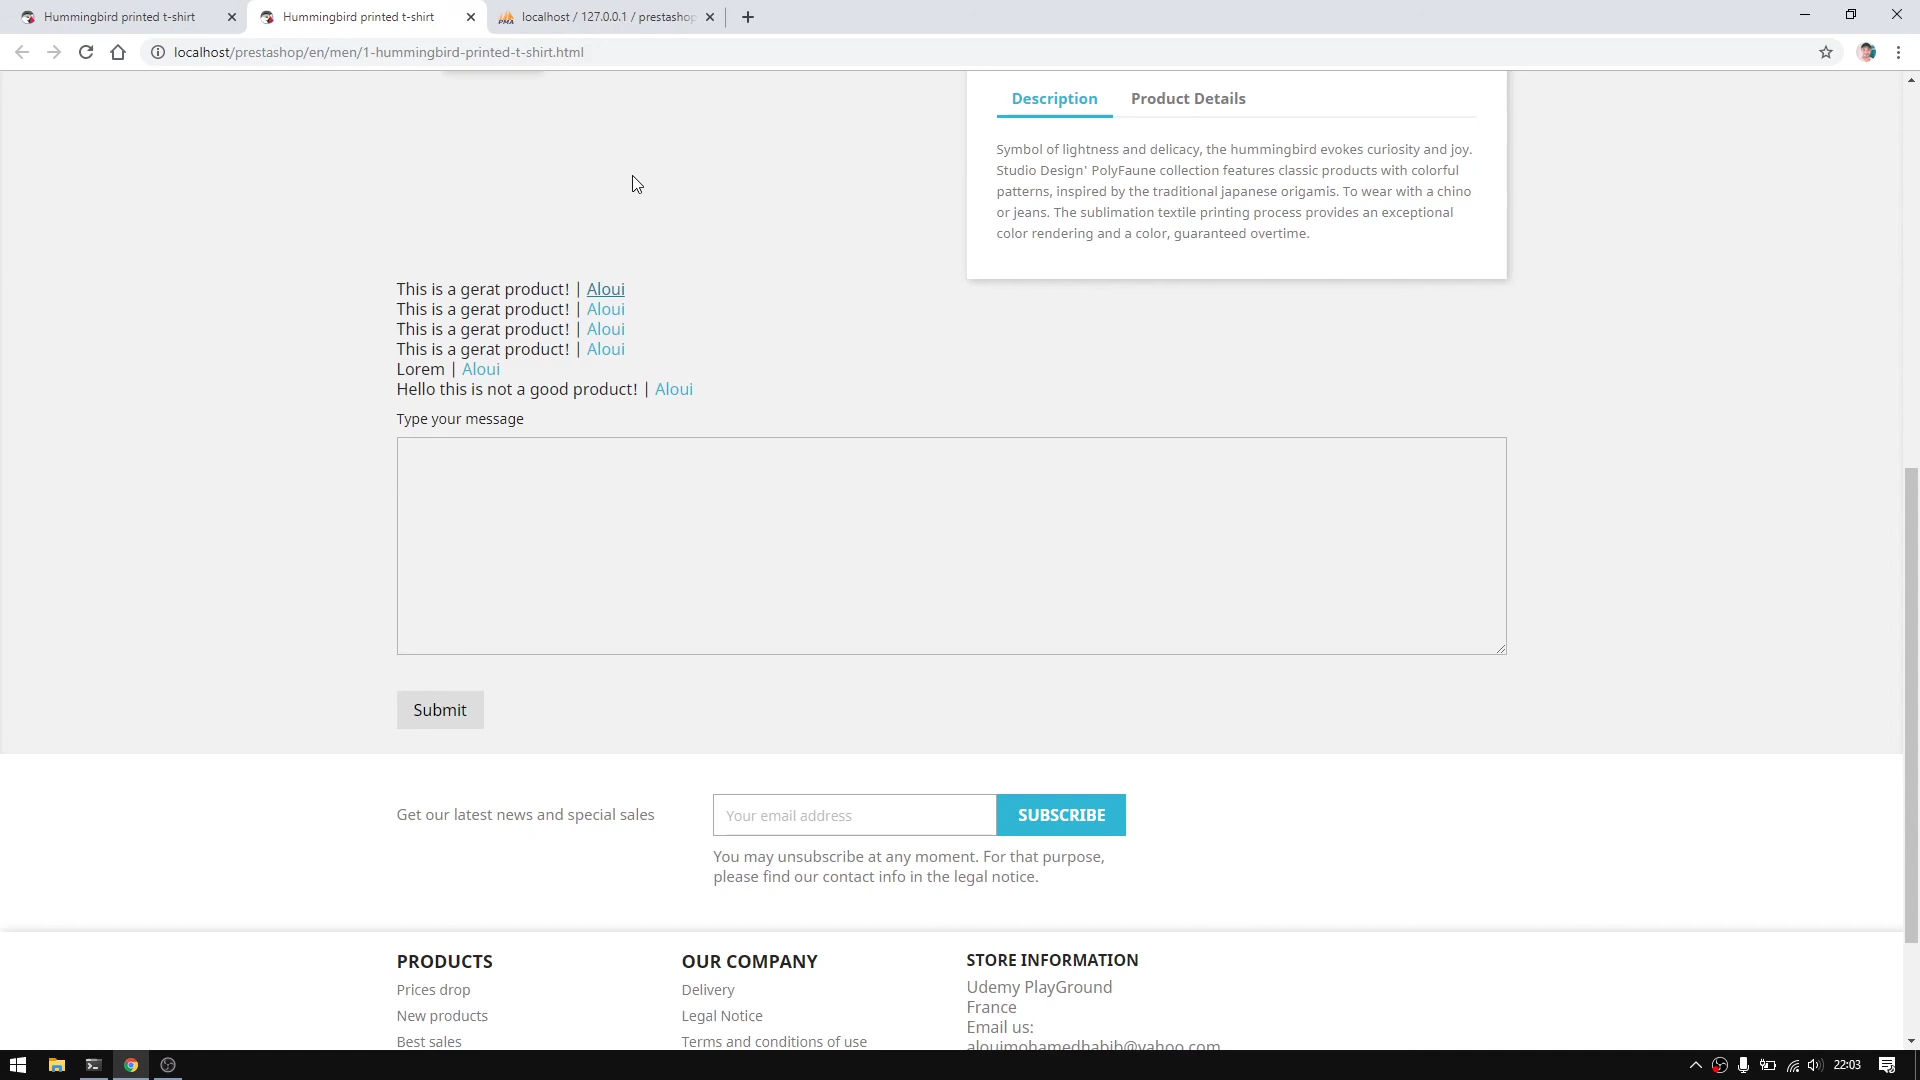 Hummingbird printed t-shirt
Hummingbird printed t-shirt
localhost / 127.0.0.1 / prestashop
localhost/prestashop/en/men/1-hummingbird-printed-t-shirt.html
Description
Product Details
Symbol of lightness and delicacy, the hummingbird evokes curiosity and joy.
Studio Design' PolyFaune collection features classic products with colorful
patterns, inspired by the traditional japanese origamis. To wear with a chino
or jeans. The sublimation textile printing process provides an exceptional
color rendering and a color, guaranteed overtime.
This is a gerat product! | Aloui
This is a gerat product! | Aloui
This is a gerat product! | Aloui
This is a gerat product! | Aloui
Lorem | Aloui
Hello this is not a good product! | Aloui
Type your message
Submit
Get our latest news and special sales
Your email address
SUBSCRIBE
You may unsubscribe at any moment. For that purpose,
please find our contact info in the legal notice.
PRODUCTS
Prices drop
New products
Best sales
OUR COMPANY
Delivery
Legal Notice
Terms and conditions of use
STORE INFORMATION
Udemy PlayGround
France
Email us:
alouimohamedhabib@yahoo.com
22:03